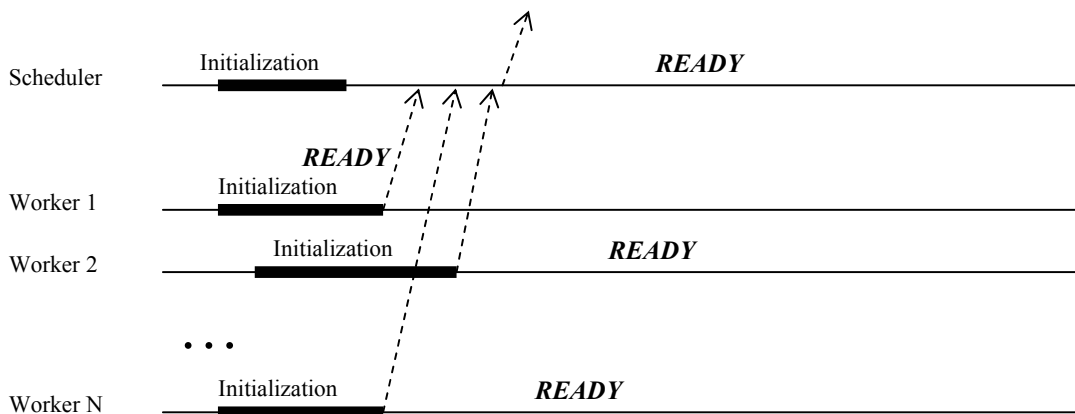 Initialization
Scheduler
READY
READY
Initialization
Worker 1
Initialization
READY
Worker 2
. . .
Initialization
READY
Worker N